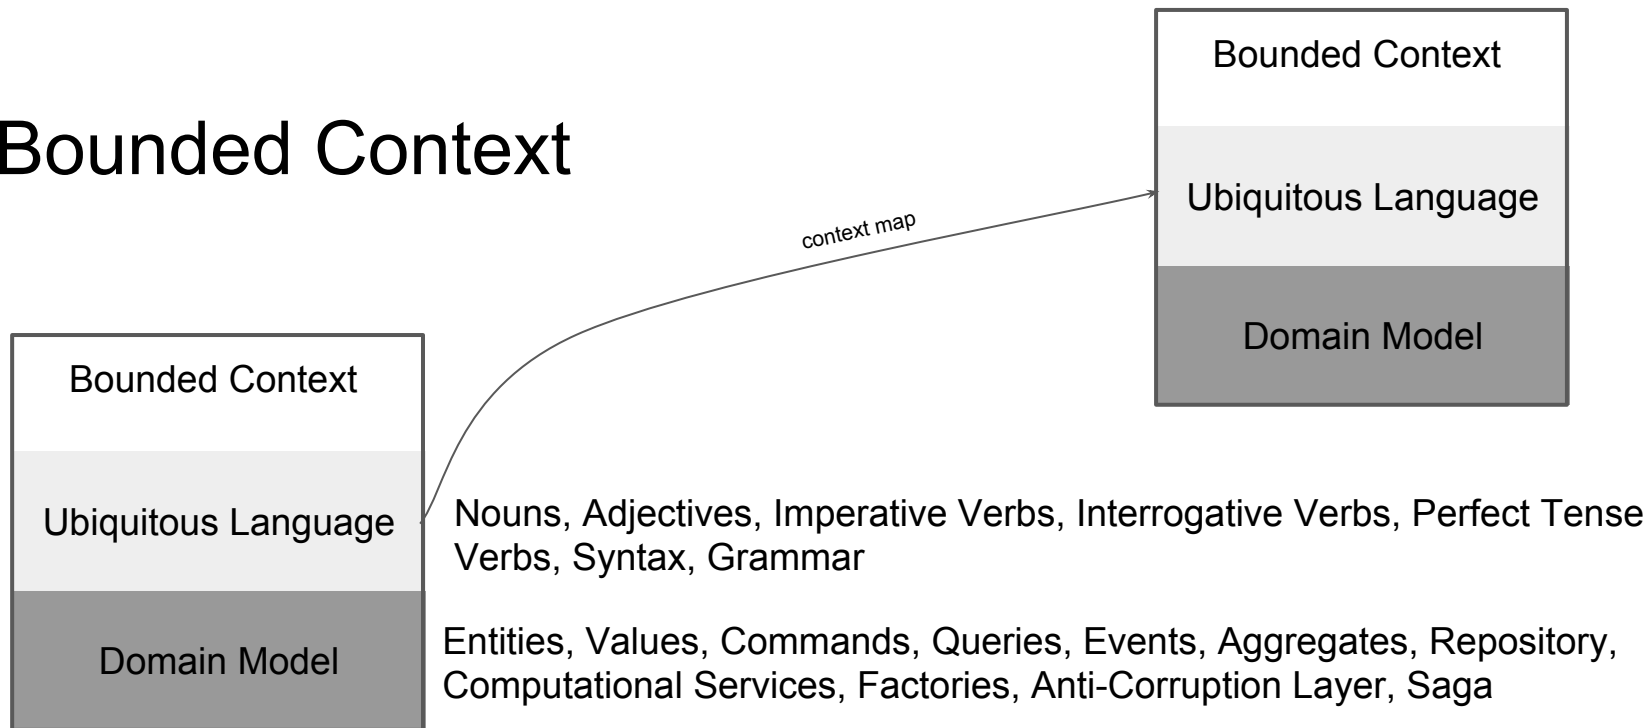 Bounded Context
Bounded Context
Ubiquitous Language
Domain Model
context map
Bounded Context
Ubiquitous Language
Domain Model
Nouns, Adjectives, Imperative Verbs, Interrogative Verbs, Perfect Tense
Verbs, Syntax, Grammar
Entities, Values, Commands, Queries, Events, Aggregates, Repository,
Computational Services, Factories, Anti-Corruption Layer, Saga